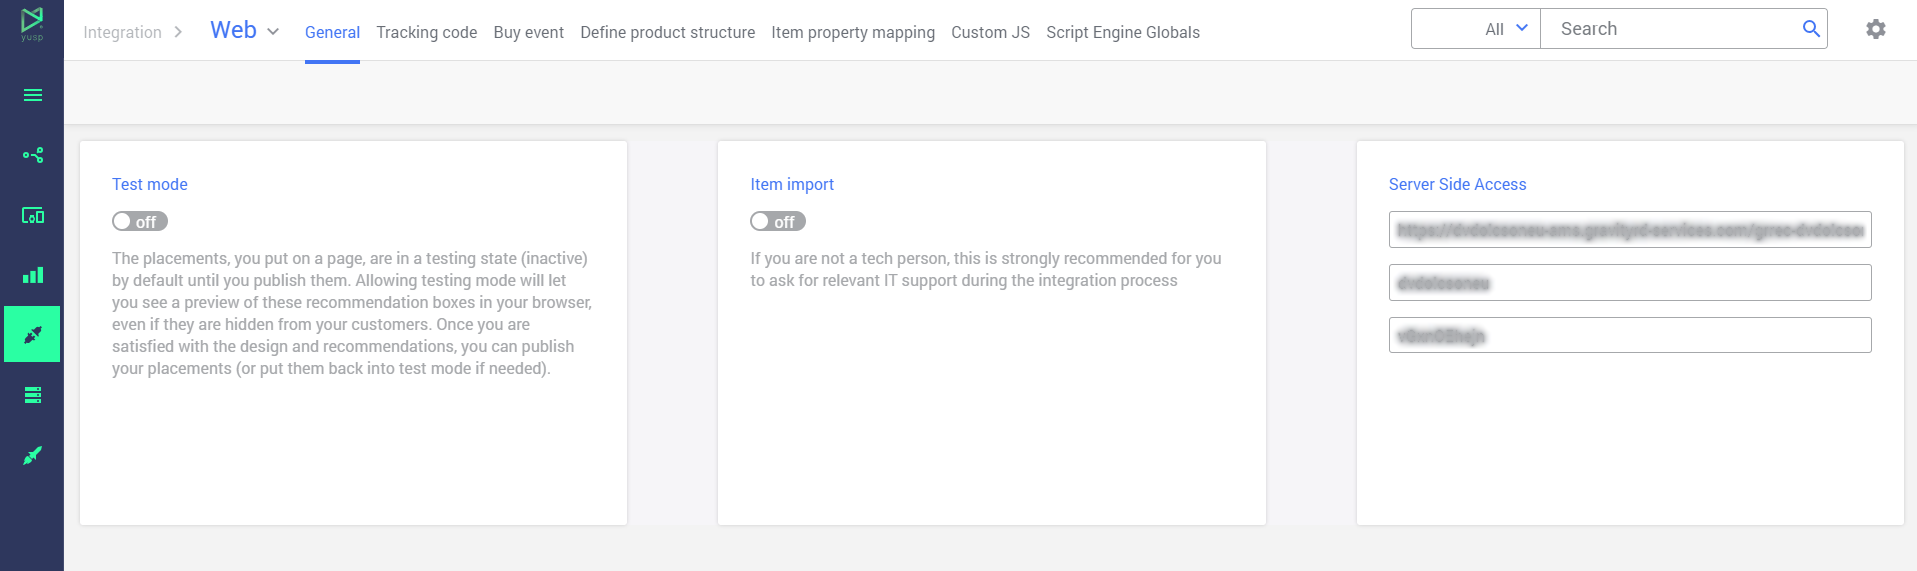 yusp
Integration
Web
General
Tracking code
Buy event
Define product structure
Item property mapping
Custom JS
Script Engine Globals
All
Search
Test mode
off
The placements, you put on a page, are in a testing state (inactive)
by default until you publish them. Allowing testing mode will let
you see a preview of these recommendation boxes in your browser,
even if they are hidden from your customers. Once you are
satisfied with the design and recommendations, you can publish
your placements (or put them back into test mode if needed).
Item import
off
If you are not a tech person, this is strongly recommended for you
to ask for relevant IT support during the integration process
Server Side Access